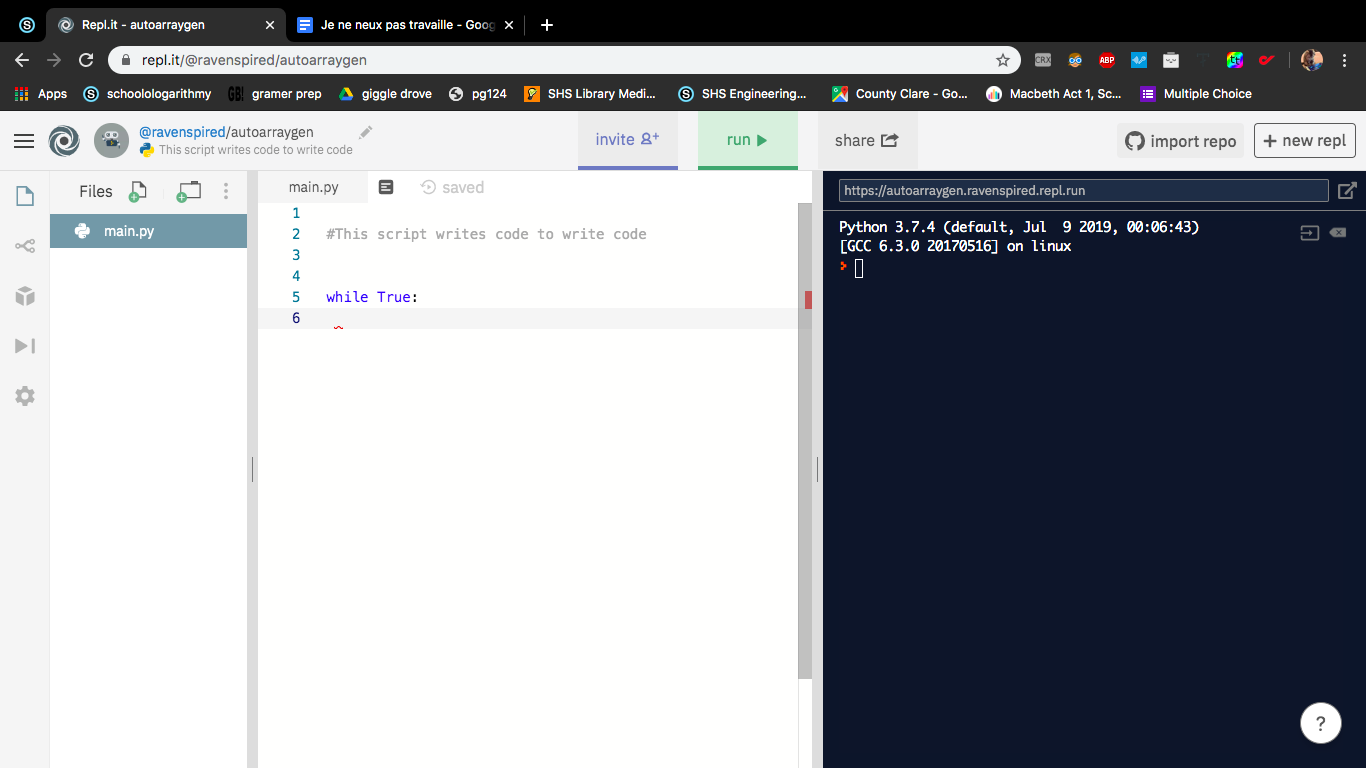 Repl.it - autoarraygen
Je ne neux pas travaille - Goog
repl.it/@ravenspired/autoarraygen
CRX
ABP
Apps
schoolologarithmy
GB!
gramer prep
giggle drove
pg124
SHS Library Medi...
SHS Engineering...
County Clare - Go...
Macbeth Act 1, Sc...
Multiple Choice
@ravenspired/autoarraygen
This script writes code to write code
invite
run
share
import repo
+ new repl
Files
main.py
main.py
saved
1
2 #This script writes code to write code
3
4
5 while True:
6
https://autoarraygen.ravenspired.repl.run
Python 3.7.4 (default, Jul  9 2019, 00:06:43)
[GCC 6.3.0 20170516] on linux
>
?